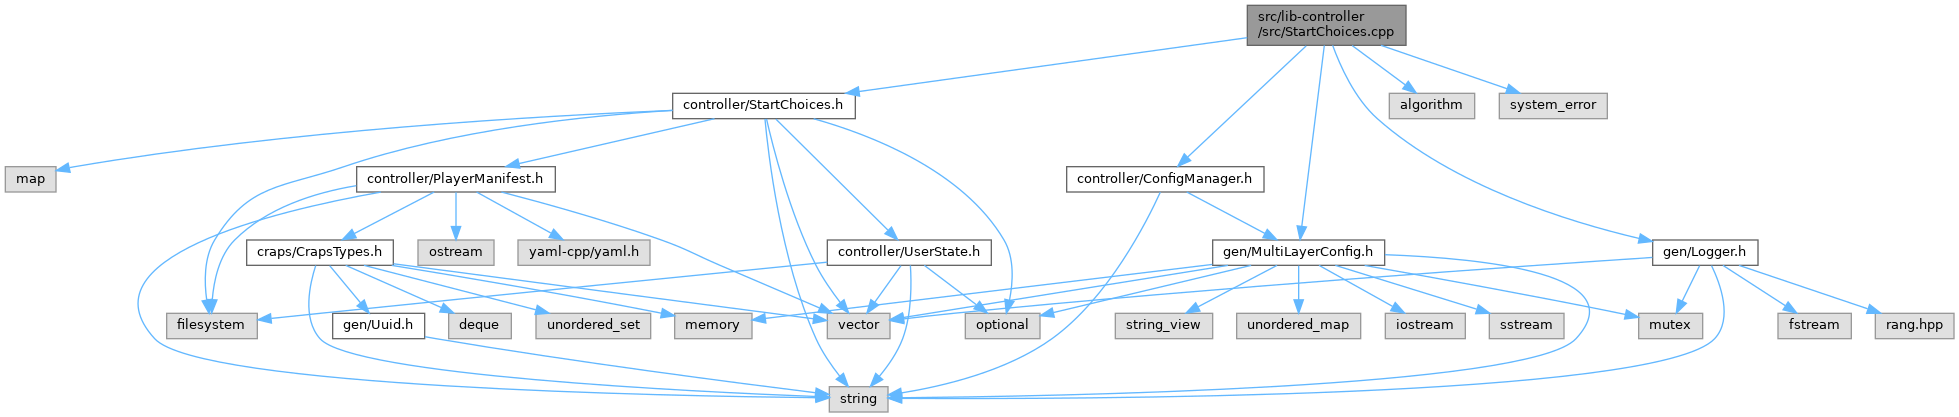 src/lib-controller
/src/StartChoices.cpp
controller/StartChoices.h
algorithm
system_error
map
controller/PlayerManifest.h
controller/ConfigManager.h
craps/CrapsTypes.h
ostream
yaml-cpp/yaml.h
controller/UserState.h
gen/MultiLayerConfig.h
gen/Logger.h
filesystem
gen/Uuid.h
deque
unordered_set
memory
vector
optional
string_view
unordered_map
iostream
sstream
mutex
fstream
rang.hpp
string